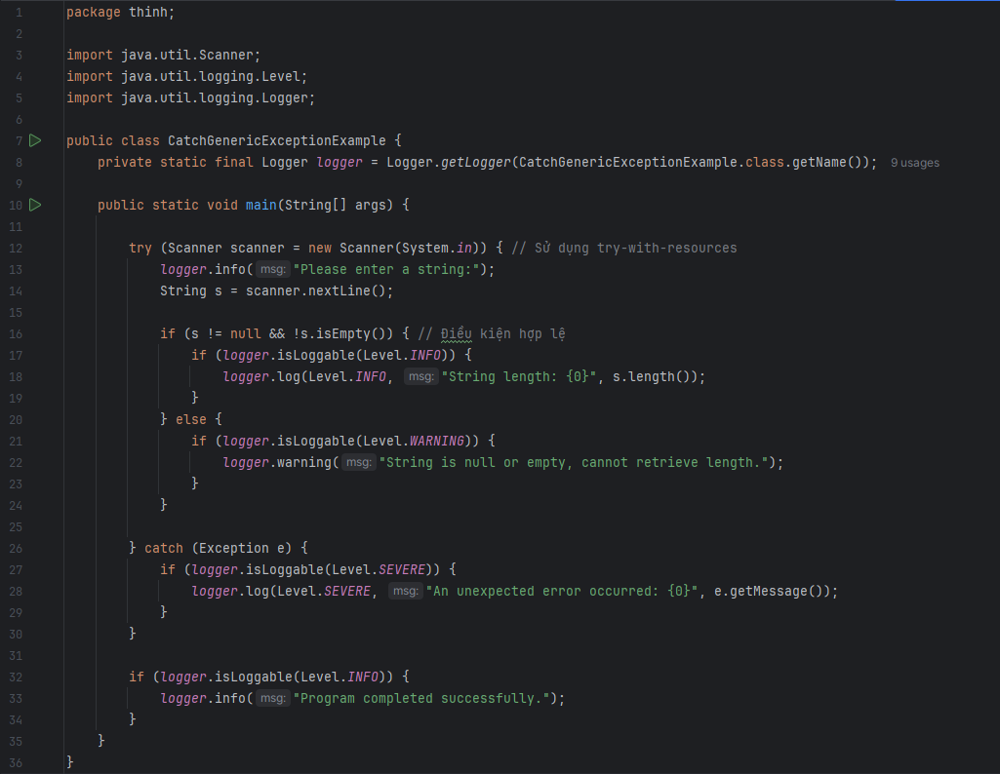 1 package thinh;
2
3 import java.util.Scanner;
4 import java.util.logging.Level;
5 import java.util.logging.Logger;
6
7 public class CatchGenericExceptionExample {
8     private static final Logger logger = Logger.getLogger(CatchGenericExceptionExample.class.getName()); 9 usages
9
10     public static void main(String[] args) {
11
12         try (Scanner scanner = new Scanner(System.in)) { // Sử dụng try-with-resources
13             logger.info( msg: "Please enter a string:");
14             String s = scanner.nextLine();
15
16             if (s != null && !s.isEmpty()) { // Điều kiện hợp lệ
17                 if (logger.isLoggable(Level.INFO)) {
18                     logger.log(Level.INFO, msg: "String length: {0}", s.length());
19                 }
20             } else {
21                 if (logger.isLoggable(Level.WARNING)) {
22                     logger.warning( msg: "String is null or empty, cannot retrieve length.");
23                 }
24             }
25
26         } catch (Exception e) {
27             if (logger.isLoggable(Level.SEVERE)) {
28                 logger.log(Level.SEVERE, msg: "An unexpected error occurred: {0}", e.getMessage());
29             }
30         }
31
32         if (logger.isLoggable(Level.INFO)) {
33             logger.info( msg: "Program completed successfully.");
34         }
35     }
36 }